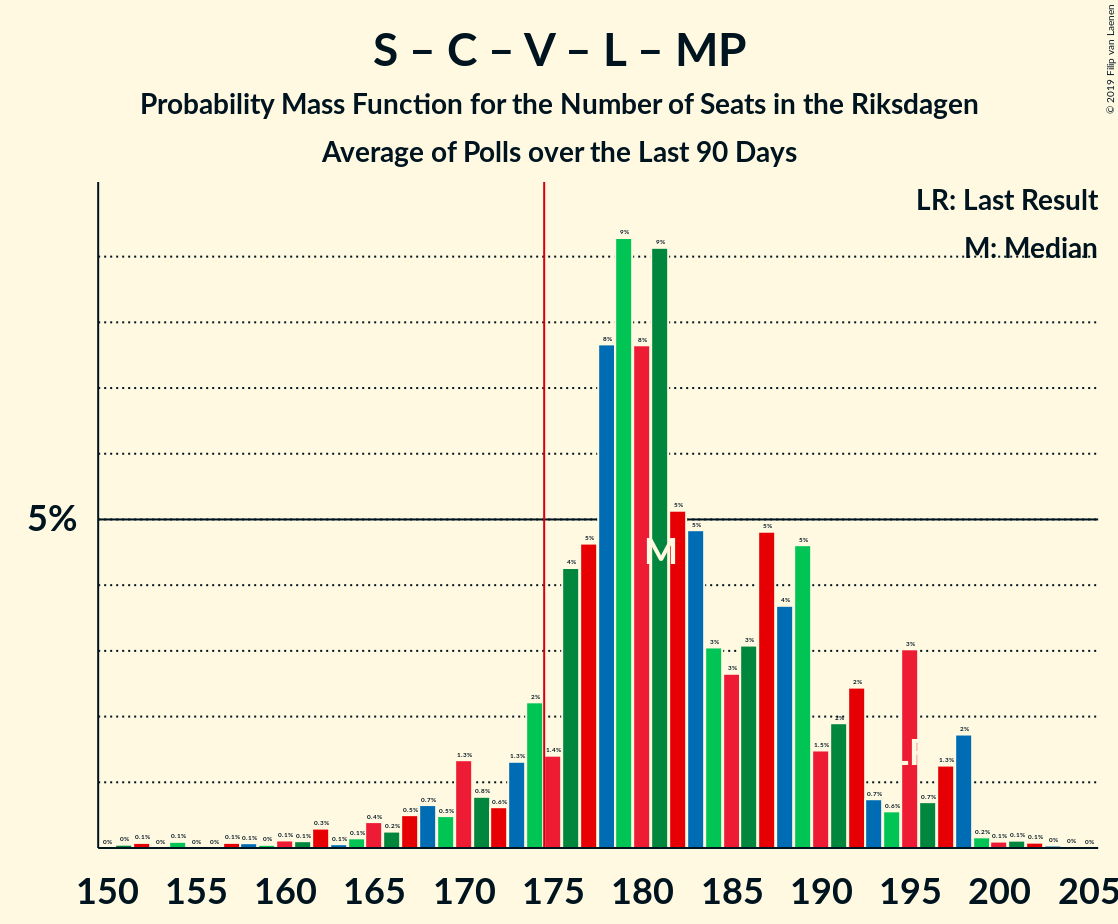 S – C – V – L – MP
Probability Mass Function for the Number of Seats in the Riksdagen
Average of Polls over the Last 90 Days
© 2019 Filip van Laenen
LR: Last Result
M: Median
5%
0% 0% 0.1% 0% 0.1% 0% 0% 0.1% 0.1% 0% 0.1% 0.1% 0.3% 0.1% 0.1% 0.4% 0.2% 0.5% 0.7% 0.5% 1.3% 0.8% 0.6% 1.3% 2% 1.4% 4% 5% 8% 9% 8% 9% 5% 5% 3% 3% 3% 5% 4% 5% 1.5% 2% 2% 0.7% 0.6% 3% 0.7% 1.3% 2% 0.2% 0.1% 0.1% 0.1% 0% 0% 0%
M
LR
150 155 160 165 170 175 180 185 190 195 200 205